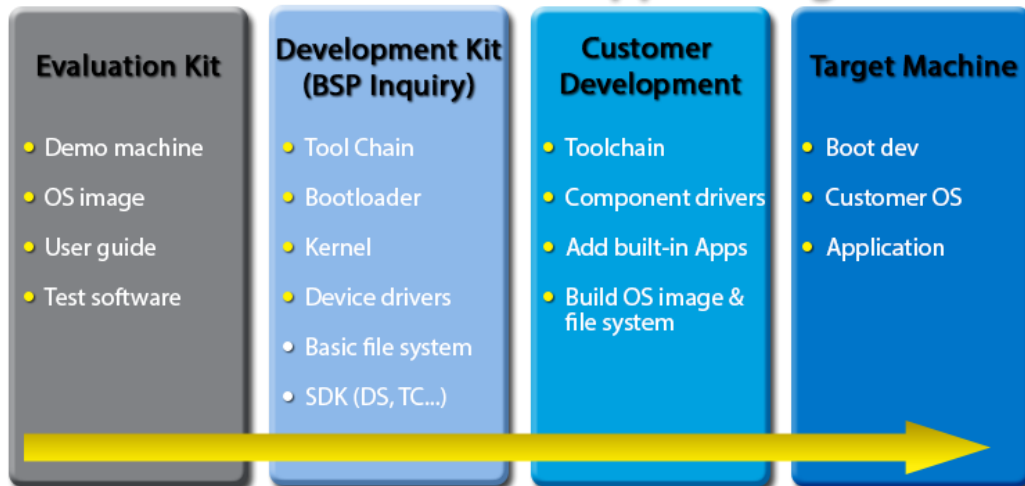 Evaluation Kit
Demo machine
OS image
User guide
Test software
Development Kit
(BSP Inquiry)
Tool Chain
Bootloader
Kernel
Device drivers
Basic file system
SDK (DS, TC...)
Customer
Development
Toolchain
Component drivers
Add built-in Apps
Build OS image &
file system
Target Machine
Boot dev
Customer OS
Application